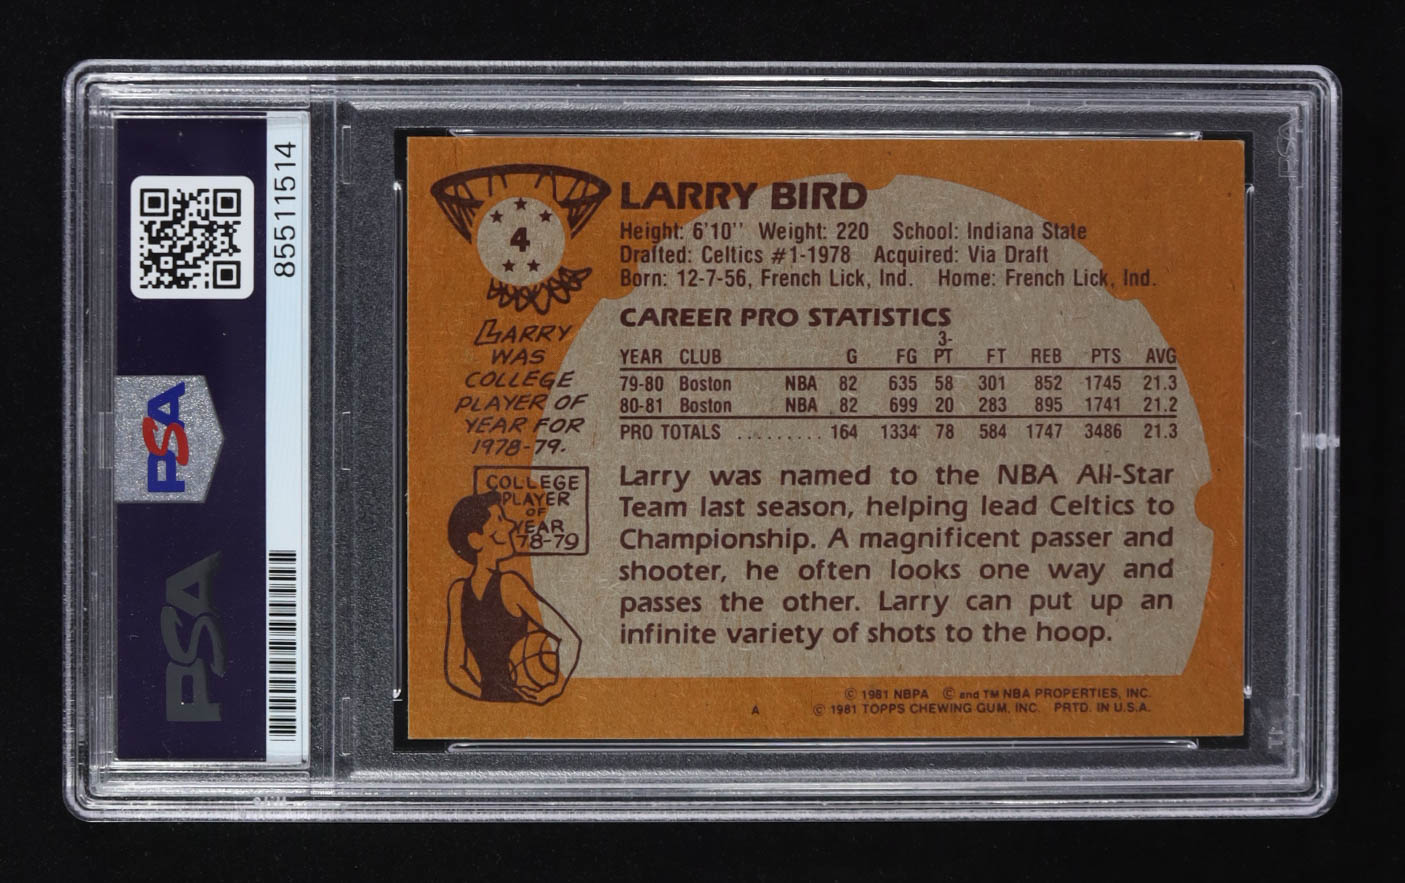 85511514
PSA
PSA
4
LARRY BIRD
Height: 6'10'' Weight: 220 School: Indiana State
Drafted: Celtics #1-1978 Acquired: Via Draft
Born: 12-7-56, French Lick, Ind. Home: French Lick, Ind.
LARRY
WAS
COLLEGE
PLAYER OF
YEAR FOR
1978-79.
COLLEGE
PLAYER
OF
YEAR
78-79
CAREER PRO STATISTICS
YEAR CLUB G FG 3-PT FT REB PTS AVG
79-80 Boston NBA 82 635 58 301 852 1745 21.3
80-81 Boston NBA 82 699 20 283 895 1741 21.2
PRO TOTALS ......... 164 1334 78 584 1747 3486 21.3
Larry was named to the NBA All-Star
Team last season, helping lead Celtics to
Championship. A magnificent passer and
shooter, he often looks one way and
passes the other. Larry can put up an
infinite variety of shots to the hoop.
© 1981 NBPA © and TM NBA PROPERTIES, INC.
A © 1981 TOPPS CHEWING GUM, INC. PRTD. IN U.S.A.